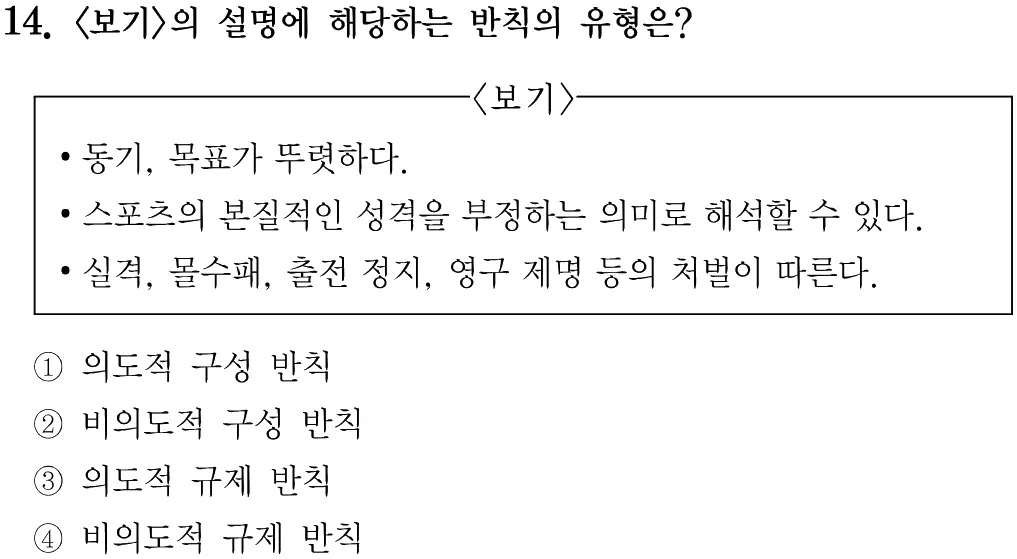 14. 〈보기〉의 설명에 해당하는 반칙의 유형은?
〈보기〉
• 동기, 목표가 뚜렷하다.
• 스포츠의 본질적인 성격을 부정하는 의미로 해석할 수 있다.
• 실격, 몰수패, 출전 정지, 영구 제명 등의 처벌이 따른다.
① 의도적 구성 반칙
② 비의도적 구성 반칙
③ 의도적 규제 반칙
④ 비의도적 규제 반칙